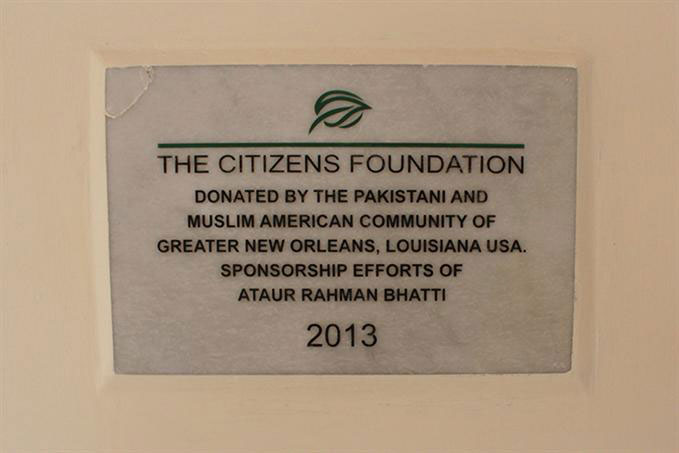 THE CITIZENS FOUNDATION
DONATED BY THE PAKISTANI AND
MUSLIM AMERICAN COMMUNITY OF
GREATER NEW ORLEANS, LOUISIANA USA.
SPONSORSHIP EFFORTS OF
ATAUR RAHMAN BHATTI
2013